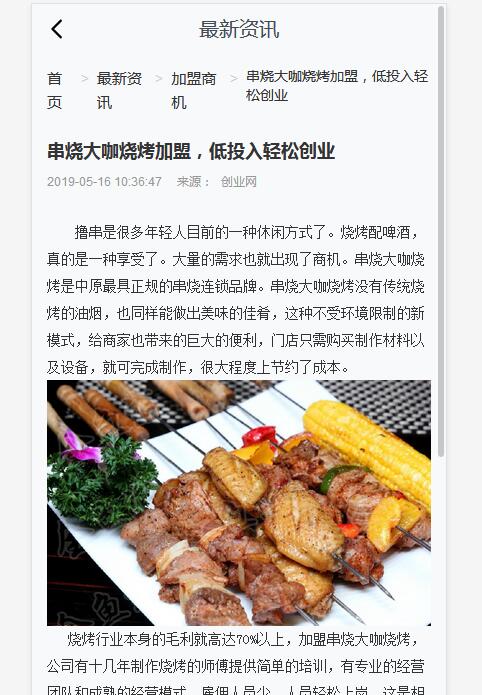 最新资讯
首页 > 最新资讯 > 加盟商机 > 串烧大咖烧烤加盟，低投入轻松创业
串烧大咖烧烤加盟，低投入轻松创业
2019-05-16 10:36:47 来源： 创业网
撸串是很多年轻人目前的一种休闲方式了。烧烤配啤酒，
真的是一种享受了。大量的需求也就出现了商机。串烧大咖烧
烤是中原最具正规的串烧连锁品牌。串烧大咖烧烤没有传统烧
烤的油烟，也同样能做出美味的佳肴，这种不受环境限制的新
模式，给商家也带来的巨大的便利，门店只需购买制作材料以
及设备，就可完成制作，很大程度上节约了成本。
烧烤行业本身的毛利就高达70%以上，加盟串烧大咖烧烤，
公司有十几年制作烧烤的师傅提供简单的培训，有专业的经营
团队和成熟的经营模式，雇佣人员少，人员轻松上岗，这是相